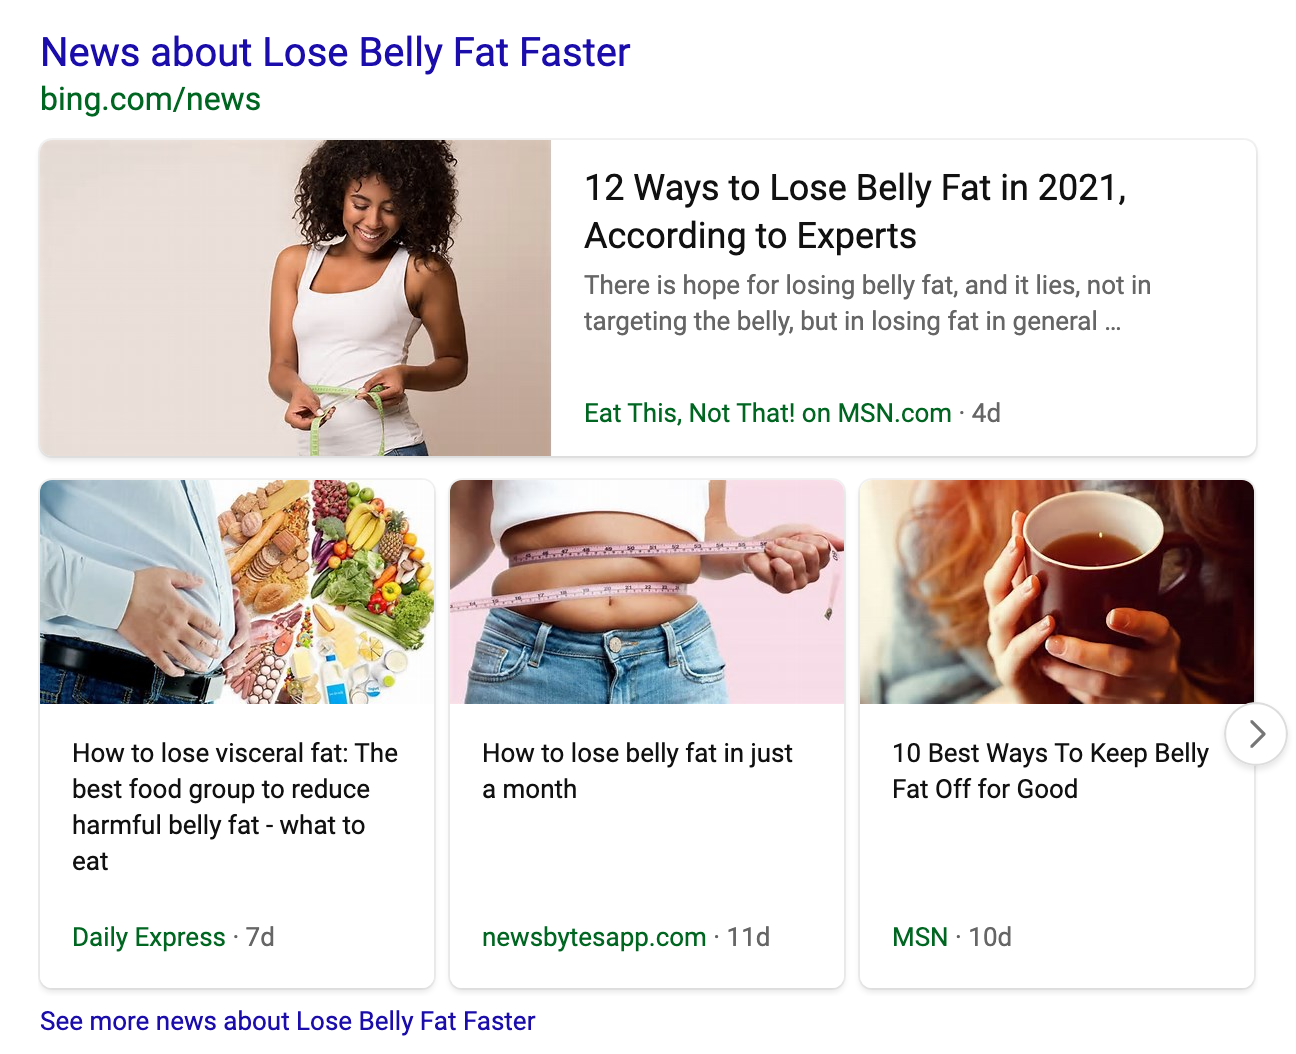 News about Lose Belly Fat Faster
bing.com/news
12 Ways to Lose Belly Fat in 2021,
According to Experts
There is hope for losing belly fat, and it lies, not in
targeting the belly, but in losing fat in general ...
Eat This, Not That! on MSN.com · 4d
How to lose visceral fat: The
best food group to reduce
harmful belly fat - what to
eat
Daily Express · 7d
How to lose belly fat in just
a month
newsbytesapp.com · 11d
10 Best Ways To Keep Belly
Fat Off for Good
MSN · 10d
See more news about Lose Belly Fat Faster